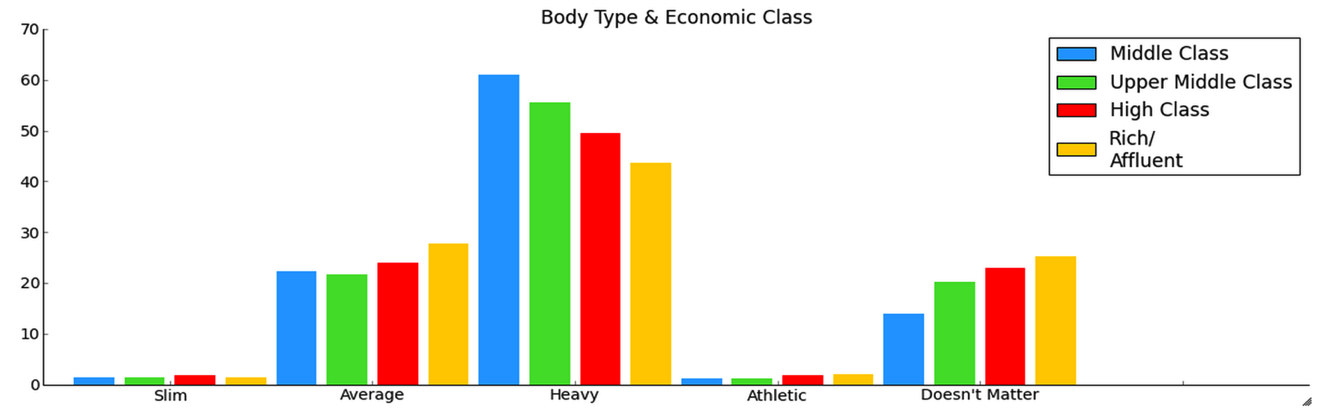 Body Type & Economic Class
70
60
50
40
30
20
10
0
Middle Class
Upper Middle Class
High Class
Rich/
Affluent
Slim Average Heavy Athletic Doesn't Matter